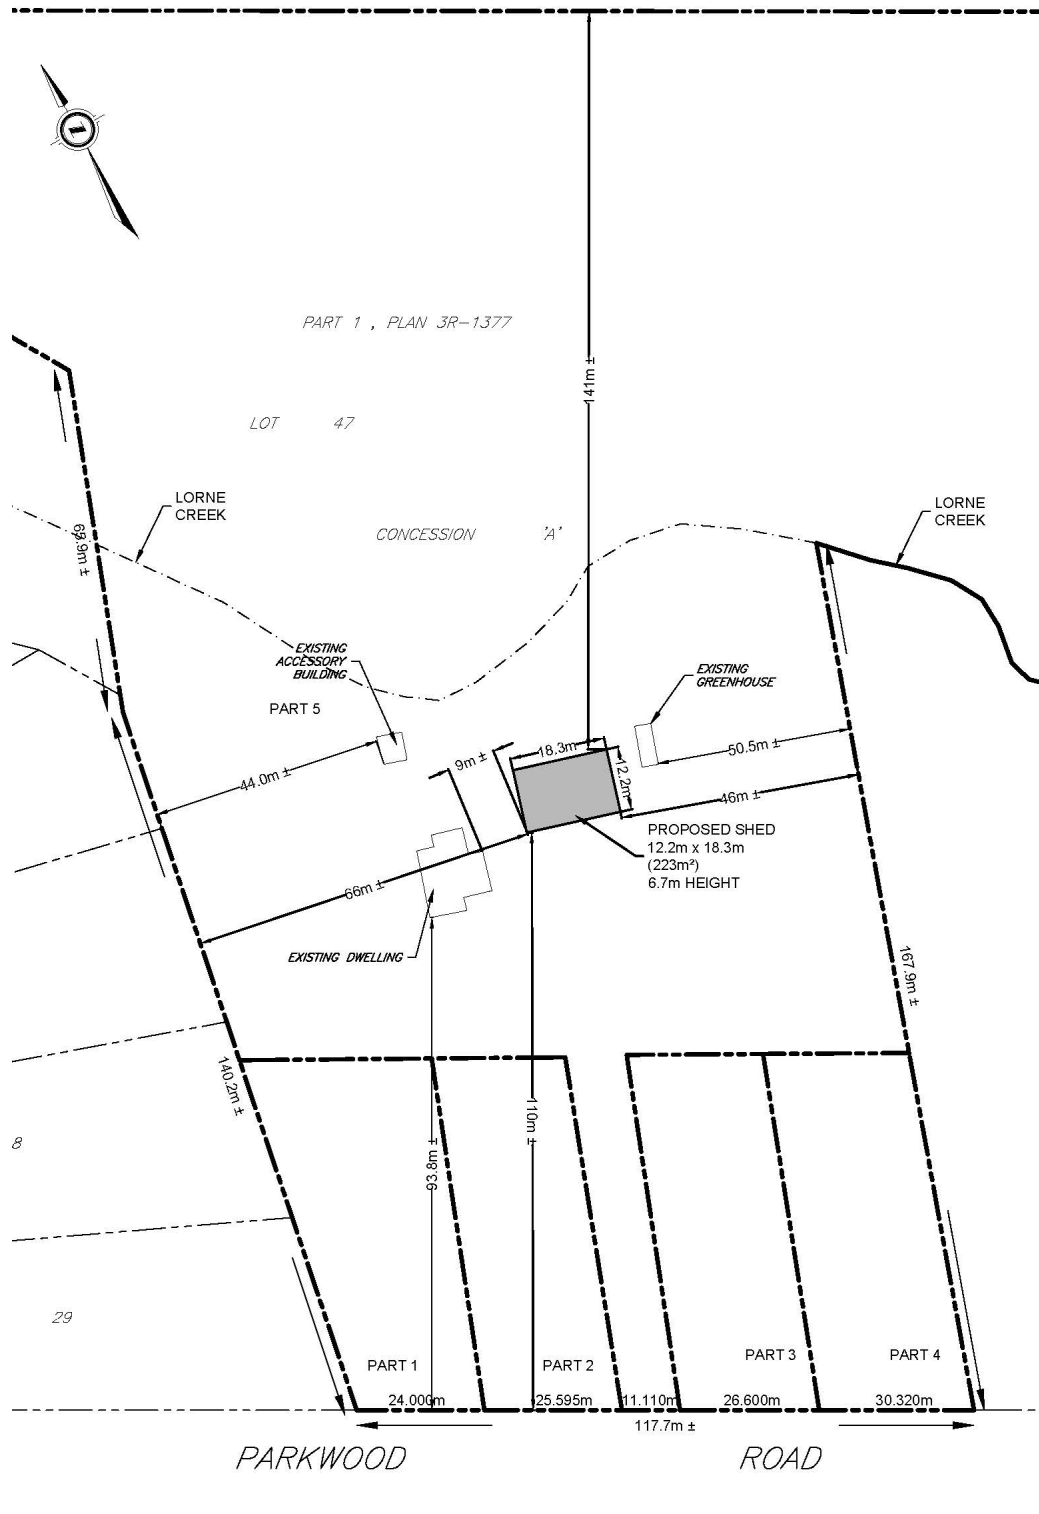 141m ±
PART 1 , PLAN 3R-1377
LOT 47
LORNE
CREEK
LORNE
CREEK
CONCESSION 'A'
69.9m ±
EXISTING
ACCESSORY
BUILDING
EXISTING
GREENHOUSE
PART 5
18.3m
50.5m ±
9m ±
44.0m ±
12.2m
46m ±
PROPOSED SHED
12.2m x 18.3m
(223m²)
6.7m HEIGHT
66m ±
EXISTING DWELLING
167.9m ±
140.2m ±
110m ±
8
93.8m ±
29
PART 1
PART 2
PART 3
PART 4
24.000m
25.595m
11.110m
26.600m
30.320m
117.7m ±
PARKWOOD ROAD